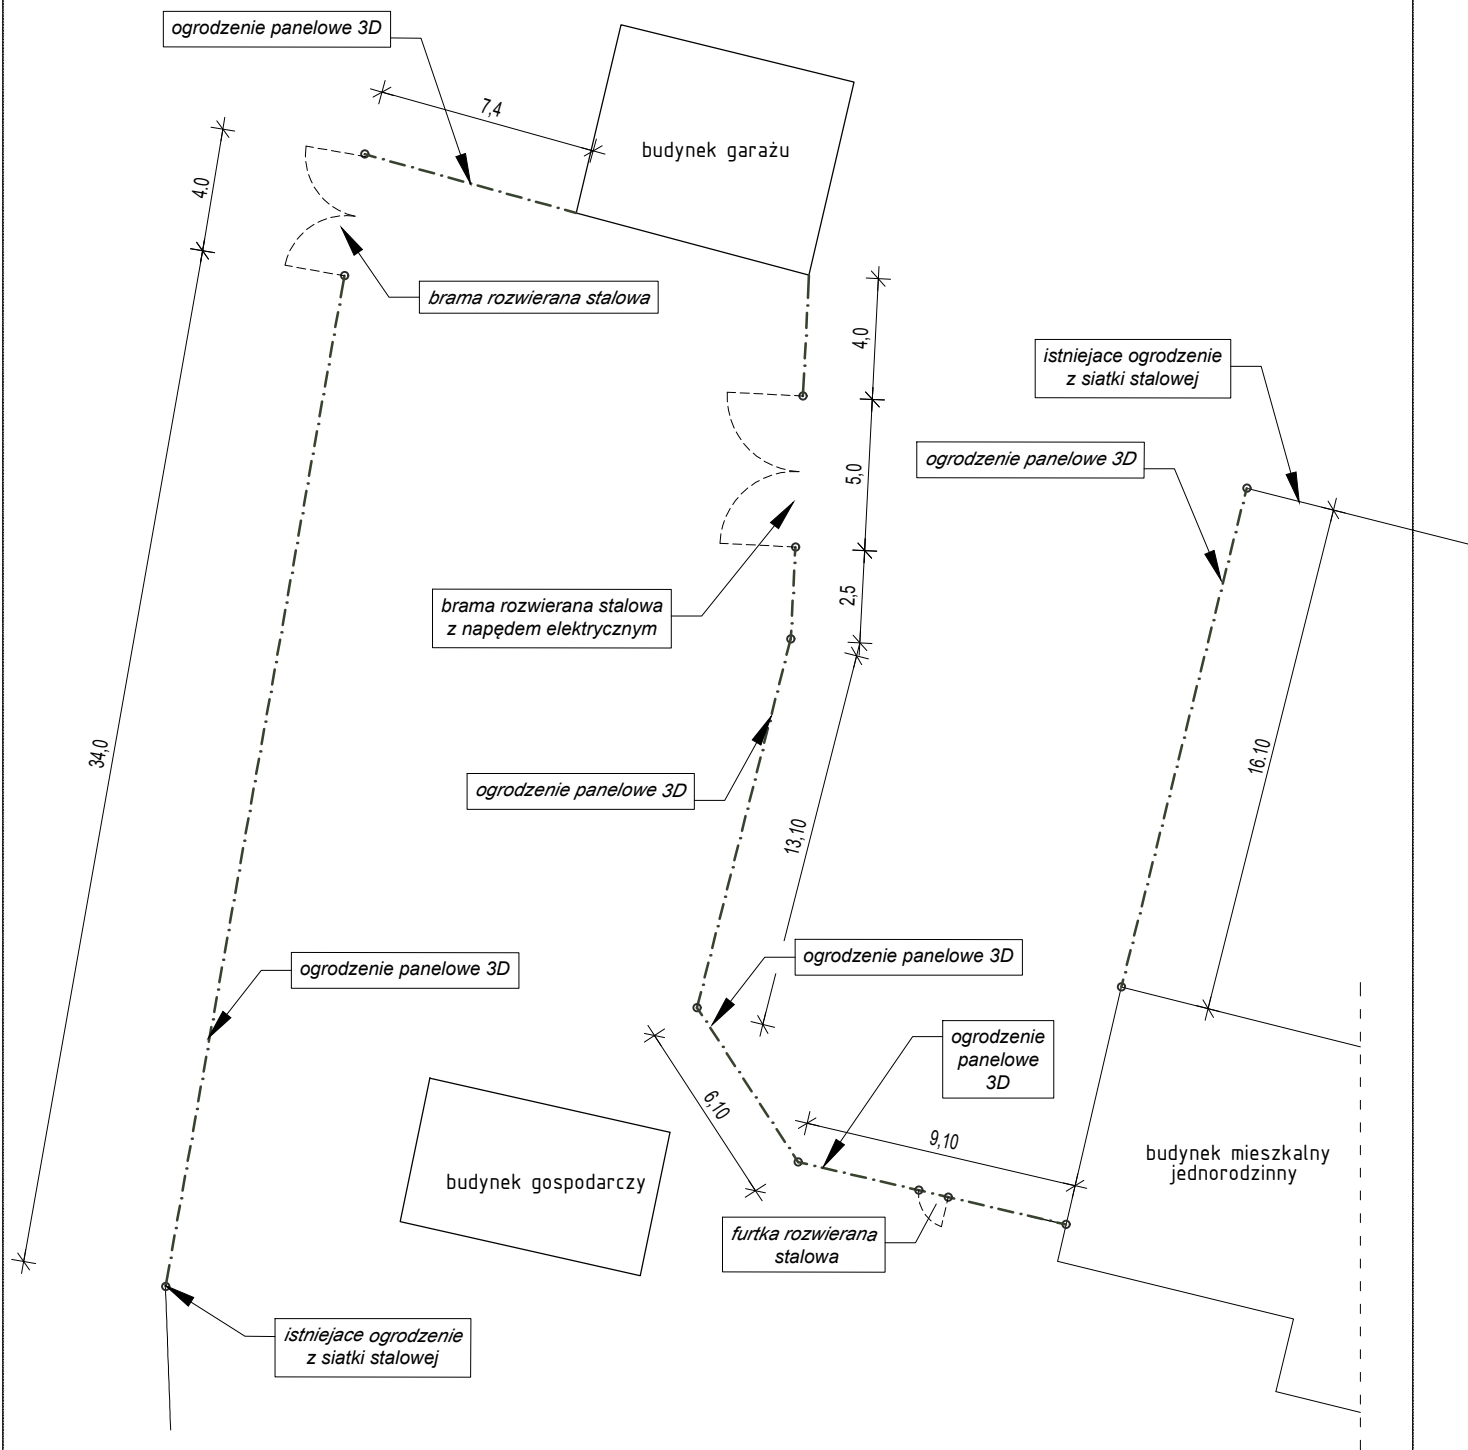 ogrodzenie panelowe 3D
7,4
budynek garażu
4.0
brama rozwierana stalowa
4,0
istniejace ogrodzenie
z siatki stalowej
ogrodzenie panelowe 3D
5,0
brama rozwierana stalowa
z napędem elektrycznym
2,5
34,0
16.10
ogrodzenie panelowe 3D
13,10
ogrodzenie panelowe 3D
ogrodzenie panelowe 3D
ogrodzenie
panelowe
3D
6,10
9,10
budynek mieszkalny
jednorodzinny
budynek gospodarczy
furtka rozwierana
stalowa
istniejace ogrodzenie
z siatki stalowej